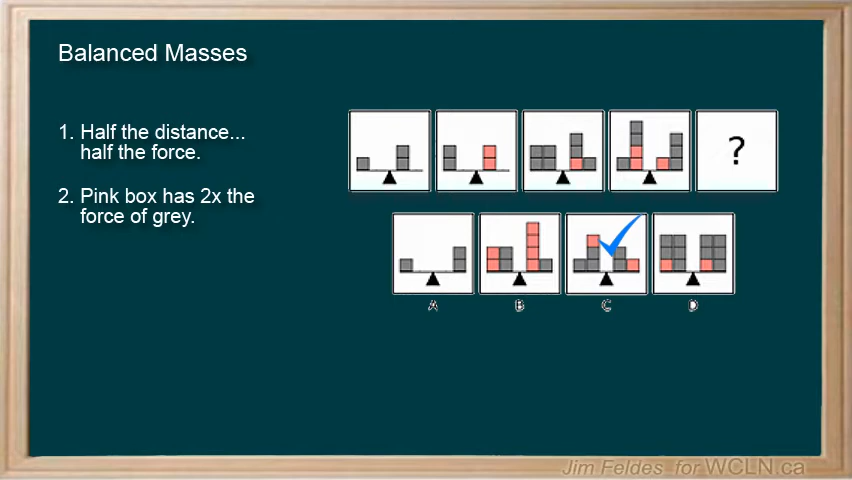 Balanced Masses
1. Half the distance...
half the force.
2. Pink box has 2x the
force of grey.
?
A
B
C
D
Jim Feldes for WCLN.ca